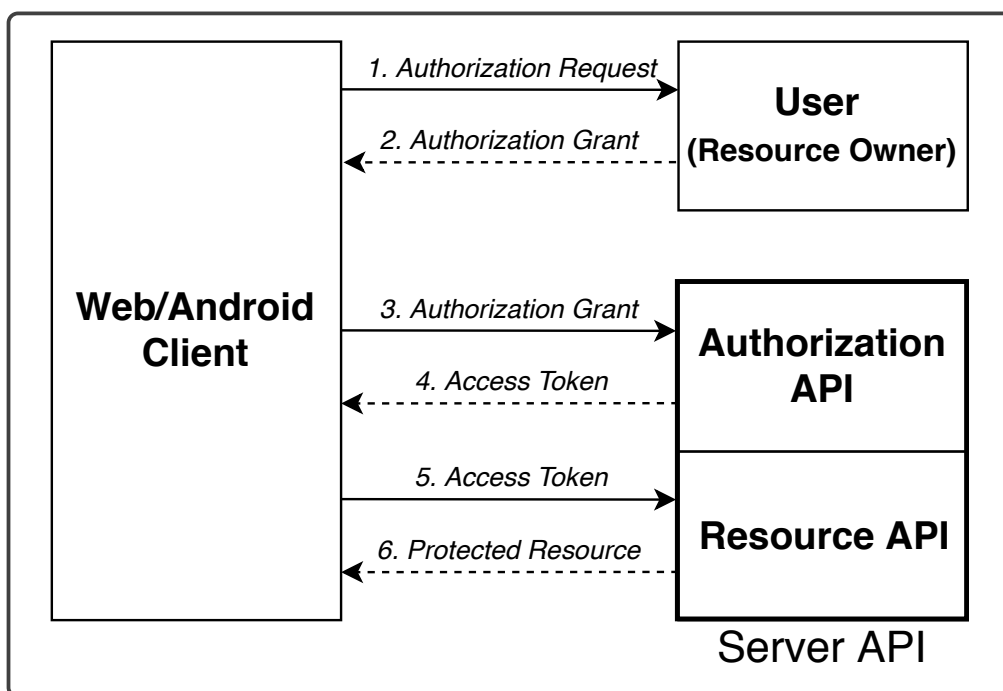 1. Authorization Request
User
(Resource Owner)
2. Authorization Grant
Web/Android
Client
3. Authorization Grant
Authorization
API
4. Access Token
5. Access Token
Resource API
6. Protected Resource
Server API